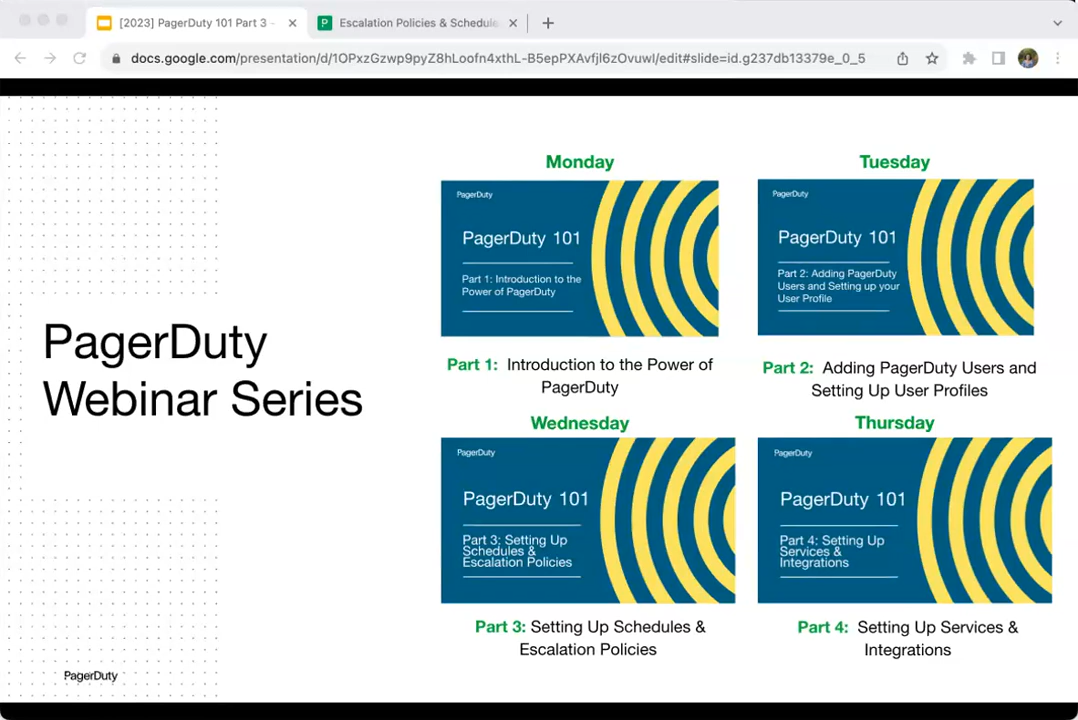 [2023] PagerDuty 101 Part 3 -
Escalation Policies & Schedule
docs.google.com/presentation/d/1OPxzGzwp9pyZ8hLoofn4xthL-B5epPXAvfjl6zOvuwI/edit#slide=id.g237db13379e_0_5
PagerDuty
Webinar Series
Monday
PagerDuty
PagerDuty 101
Part 1: Introduction to the
Power of PagerDuty
Part 1: Introduction to the Power of
PagerDuty
Tuesday
PagerDuty
PagerDuty 101
Part 2: Adding PagerDuty
Users and Setting up your
User Profile
Part 2: Adding PagerDuty Users and
Setting Up User Profiles
Wednesday
PagerDuty
PagerDuty 101
Part 3: Setting Up
Schedules &
Escalation Policies
Part 3: Setting Up Schedules &
Escalation Policies
Thursday
PagerDuty
PagerDuty 101
Part 4: Setting Up
Services &
Integrations
Part 4: Setting Up Services &
Integrations
PagerDuty